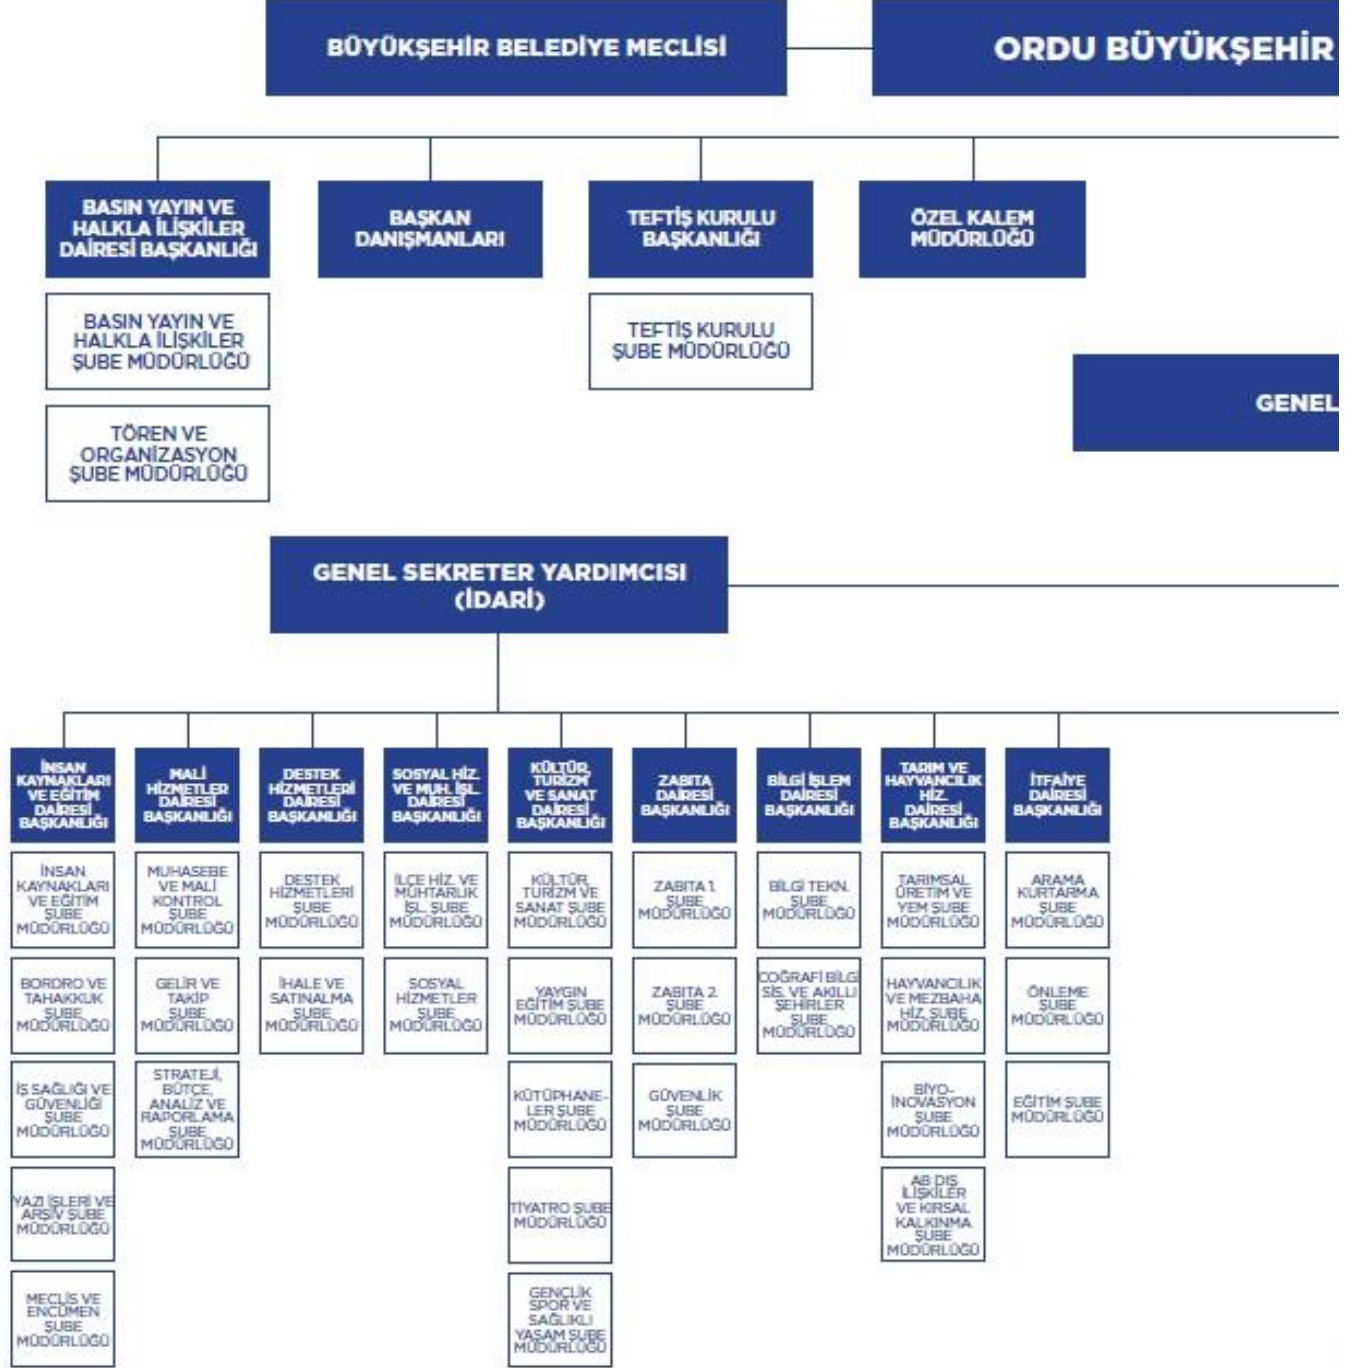 BÜYÜKŞEHİR BELEDİYE MECLİSİ
ORDU BÜYÜKŞEHİR
BASIN YAYIN VE
HALKLA İLİŞKİLER
DAİRESİ BAŞKANLIĞI
BAŞKAN
DANIŞMANLARI
TEFTİŞ KURULU
BAŞKANLIĞI
ÖZEL KALEM
MÜDÜRLÜĞÜ
BASIN YAYIN VE
HALKLA İLİŞKİLER
ŞUBE MÜDÜRLÜĞÜ
TEFTİŞ KURULU
ŞUBE MÜDÜRLÜĞÜ
GENEL
TÖREN VE
ORGANİZASYON
ŞUBE MÜDÜRLÜĞÜ
GENEL SEKRETER YARDIMCISI
(İDARİ)
İNSAN
KAYNAKLARI
VE EĞİTİM
DAİRESİ
BAŞKANLIĞI
MALİ
HİZMETLER
DAİRESİ
BAŞKANLIĞI
DESTEK
HİZMETLERİ
DAİRESİ
BAŞKANLIĞI
SOSYAL HİZ.
VE MUH. İŞL.
DAİRESİ
BAŞKANLIĞI
KÜLTÜR,
TURİZM
VE SANAT
DAİRESİ
BAŞKANLIĞI
ZABITA
DAİRESİ
BAŞKANLIĞI
BİLGİ İŞLEM
DAİRESİ
BAŞKANLIĞI
TARIM VE
HAYVANCILIK
HİZ.
DAİRESİ
BAŞKANLIĞI
İTFAİYE
DAİRESİ
BAŞKANLIĞI
İNSAN
KAYNAKLARI
VE EĞİTİM
ŞUBE
MÜDÜRLÜĞÜ
MUHASEBE
VE MALİ
KONTROL
ŞUBE
MÜDÜRLÜĞÜ
DESTEK
HİZMETLERİ
ŞUBE
MÜDÜRLÜĞÜ
İLÇE HİZ. VE
MUHTARLIK
İŞL. ŞUBE
MÜDÜRLÜĞÜ
KÜLTÜR,
TURİZM VE
SANAT ŞUBE
MÜDÜRLÜĞÜ
ZABITA 1.
ŞUBE
MÜDÜRLÜĞÜ
BİLGİ TEKN.
ŞUBE
MÜDÜRLÜĞÜ
TARIMSAL
ÜRETİM VE
YEM ŞUBE
MÜDÜRLÜĞÜ
ARAMA
KURTARMA
ŞUBE
MÜDÜRLÜĞÜ
BORDRO VE
TAHAKKUK
ŞUBE
MÜDÜRLÜĞÜ
GELİR VE
TAKİP
ŞUBE
MÜDÜRLÜĞÜ
İHALE VE
SATINALMA
ŞUBE
MÜDÜRLÜĞÜ
SOSYAL
HİZMETLER
ŞUBE
MÜDÜRLÜĞÜ
YAYGIN
EĞİTİM ŞUBE
MÜDÜRLÜĞÜ
ZABITA 2.
ŞUBE
MÜDÜRLÜĞÜ
COĞRAFİ BİLGİ
SİS. VE AKILLI
ŞEHİRLER
ŞUBE
MÜDÜRLÜĞÜ
HAYVANCILIK
VE MEZBAHA
HİZ. ŞUBE
MÜDÜRLÜĞÜ
ÖNLEME
ŞUBE
MÜDÜRLÜĞÜ
İŞ SAĞLIĞI VE
GÜVENLİĞİ
ŞUBE
MÜDÜRLÜĞÜ
STRATEJİ,
BÜTÇE,
ANALİZ VE
RAPORLAMA
ŞUBE
MÜDÜRLÜĞÜ
KÜTÜPHANE-
LER ŞUBE
MÜDÜRLÜĞÜ
GÜVENLİK
ŞUBE
MÜDÜRLÜĞÜ
BİYO-
İNOVASYON
ŞUBE
MÜDÜRLÜĞÜ
EĞİTİM ŞUBE
MÜDÜRLÜĞÜ
YAZI İŞLERİ VE
ARŞİV ŞUBE
MÜDÜRLÜĞÜ
TİYATRO ŞUBE
MÜDÜRLÜĞÜ
AB DIŞ
İLİŞKİLER
VE KIRSAL
KALKINMA
ŞUBE
MÜDÜRLÜĞÜ
MECLİS VE
ENCÜMEN
ŞUBE
MÜDÜRLÜĞÜ
GENÇLİK
SPOR VE
SAĞLIKLI
YAŞAM ŞUBE
MÜDÜRLÜĞÜ